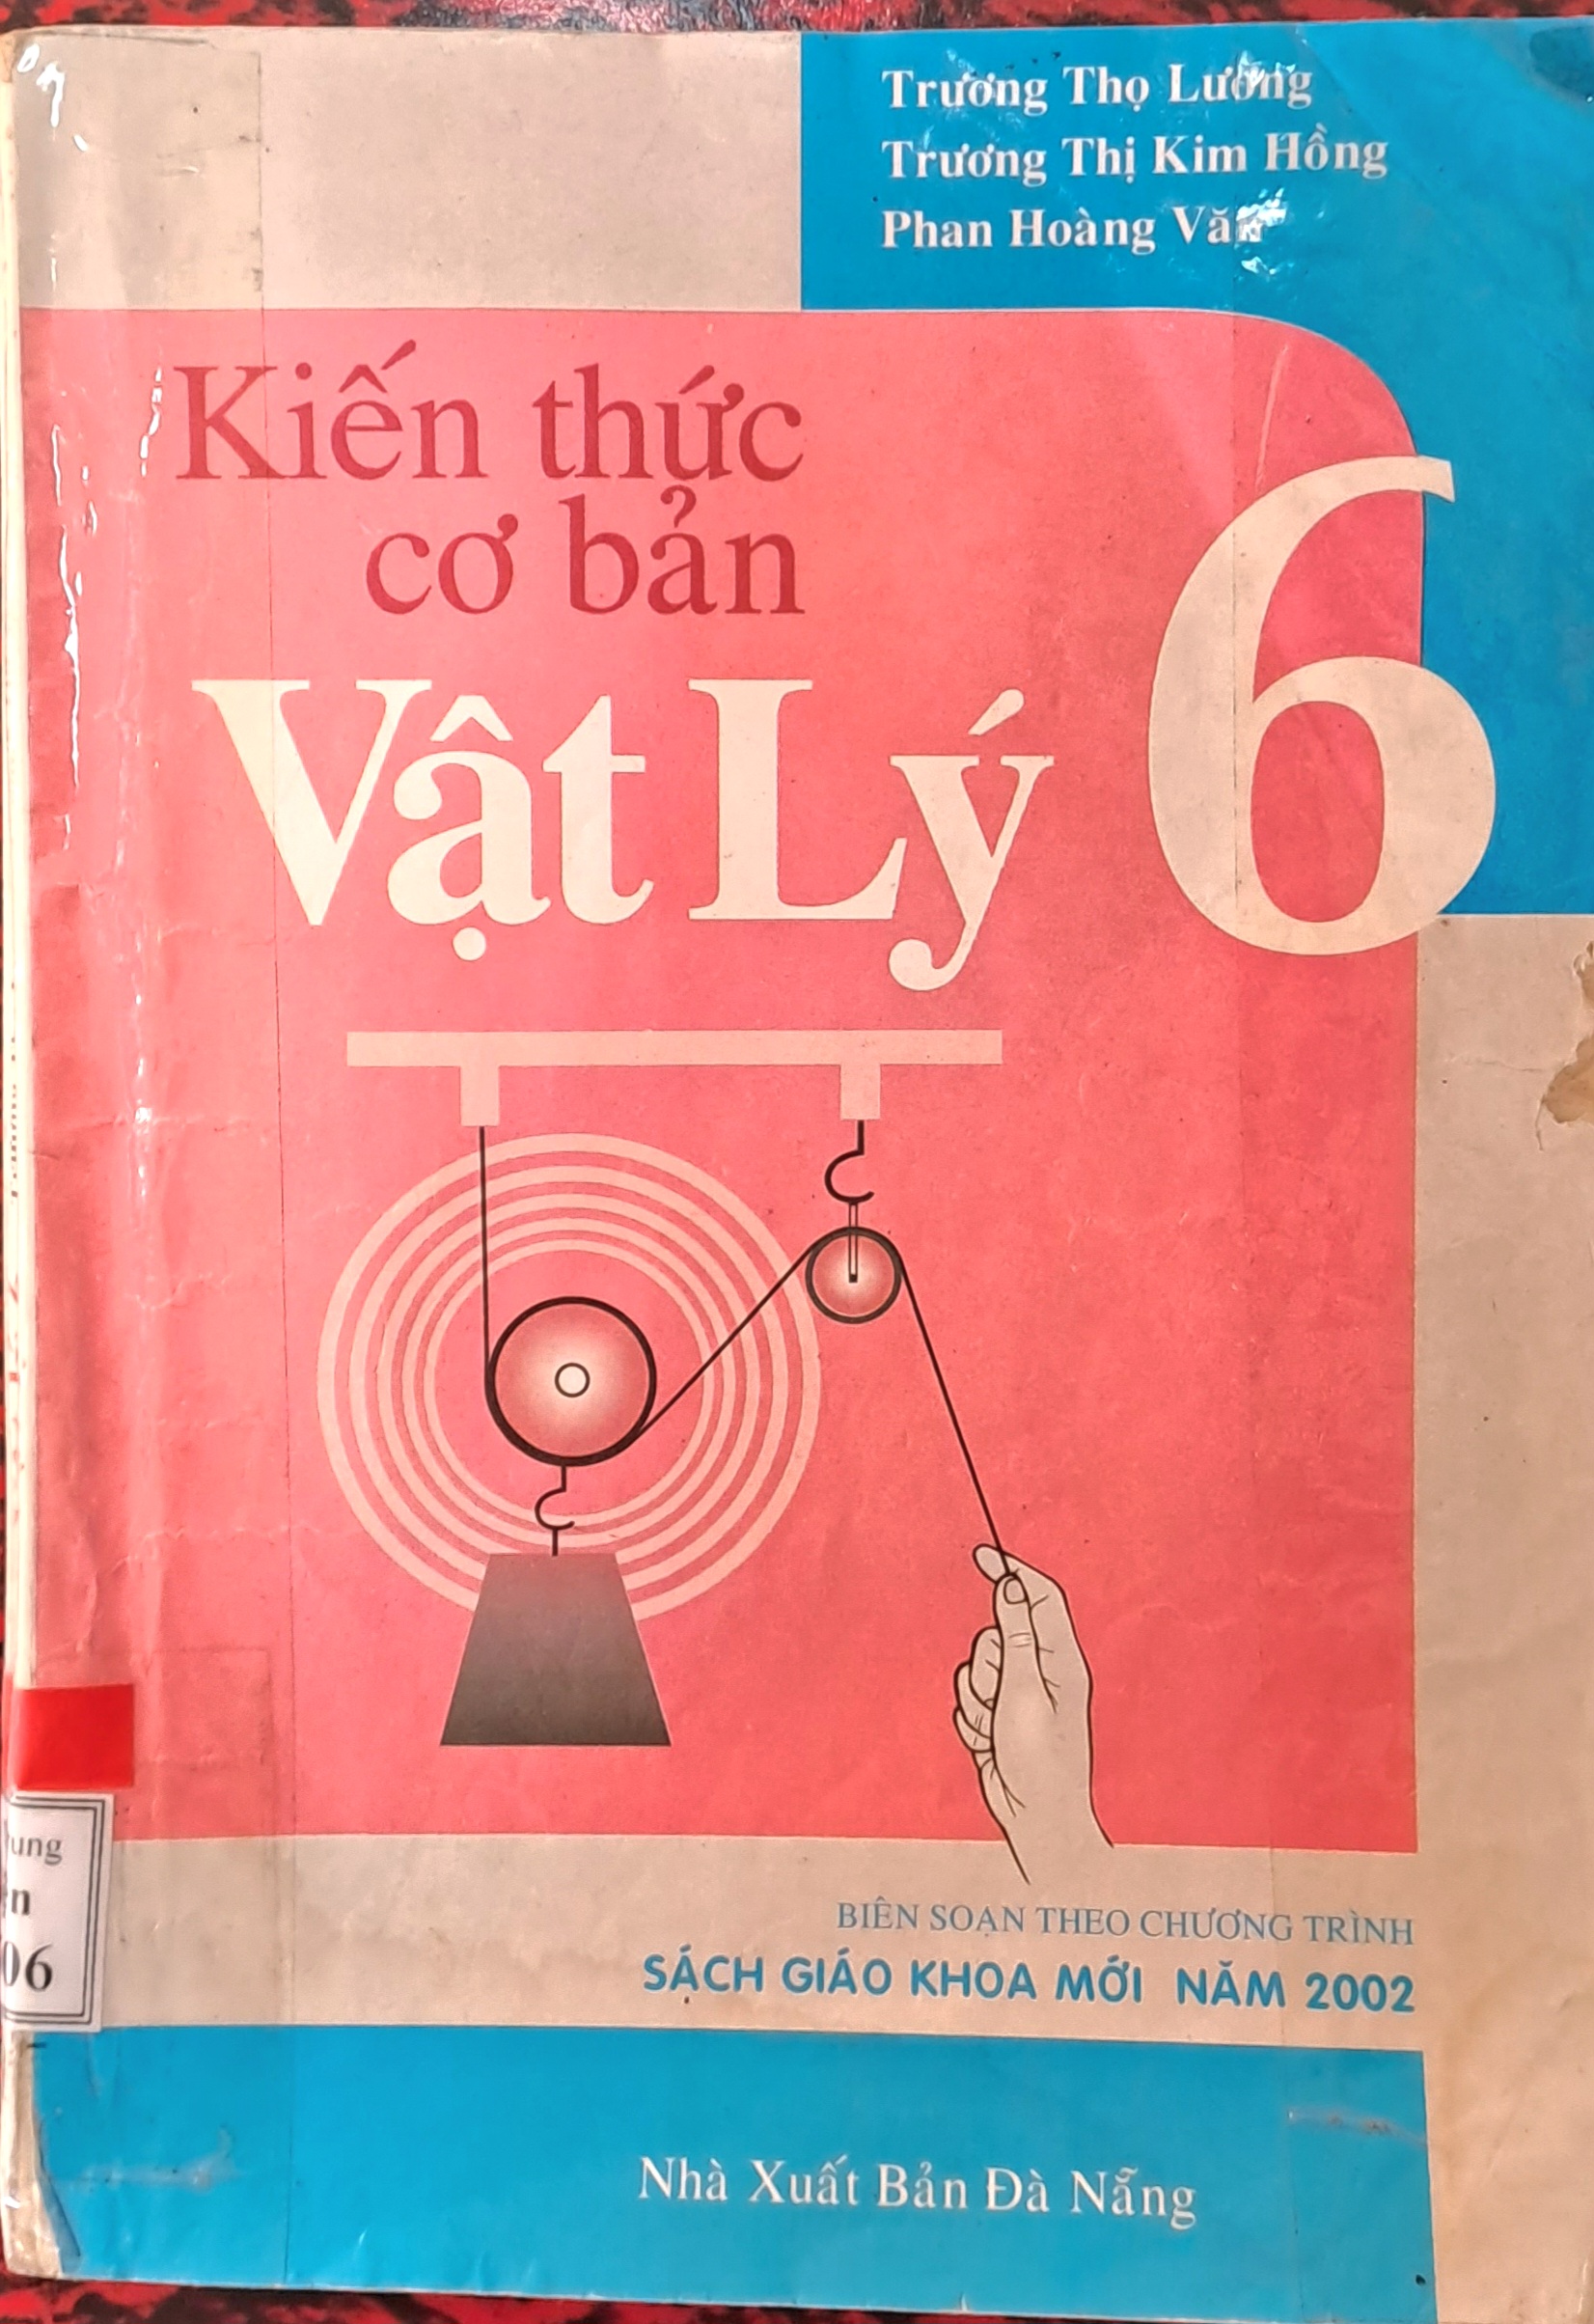 Trương Thọ Lương
Trương Thị Kim Hồng
Phan Hoàng Văn
Kiến thức
cơ bản
Vật Lý 6
BIÊN SOẠN THEO CHƯƠNG TRÌNH
SÁCH GIÁO KHOA MỚI NĂM 2002
06
Nhà Xuất Bản Đà Nẵng